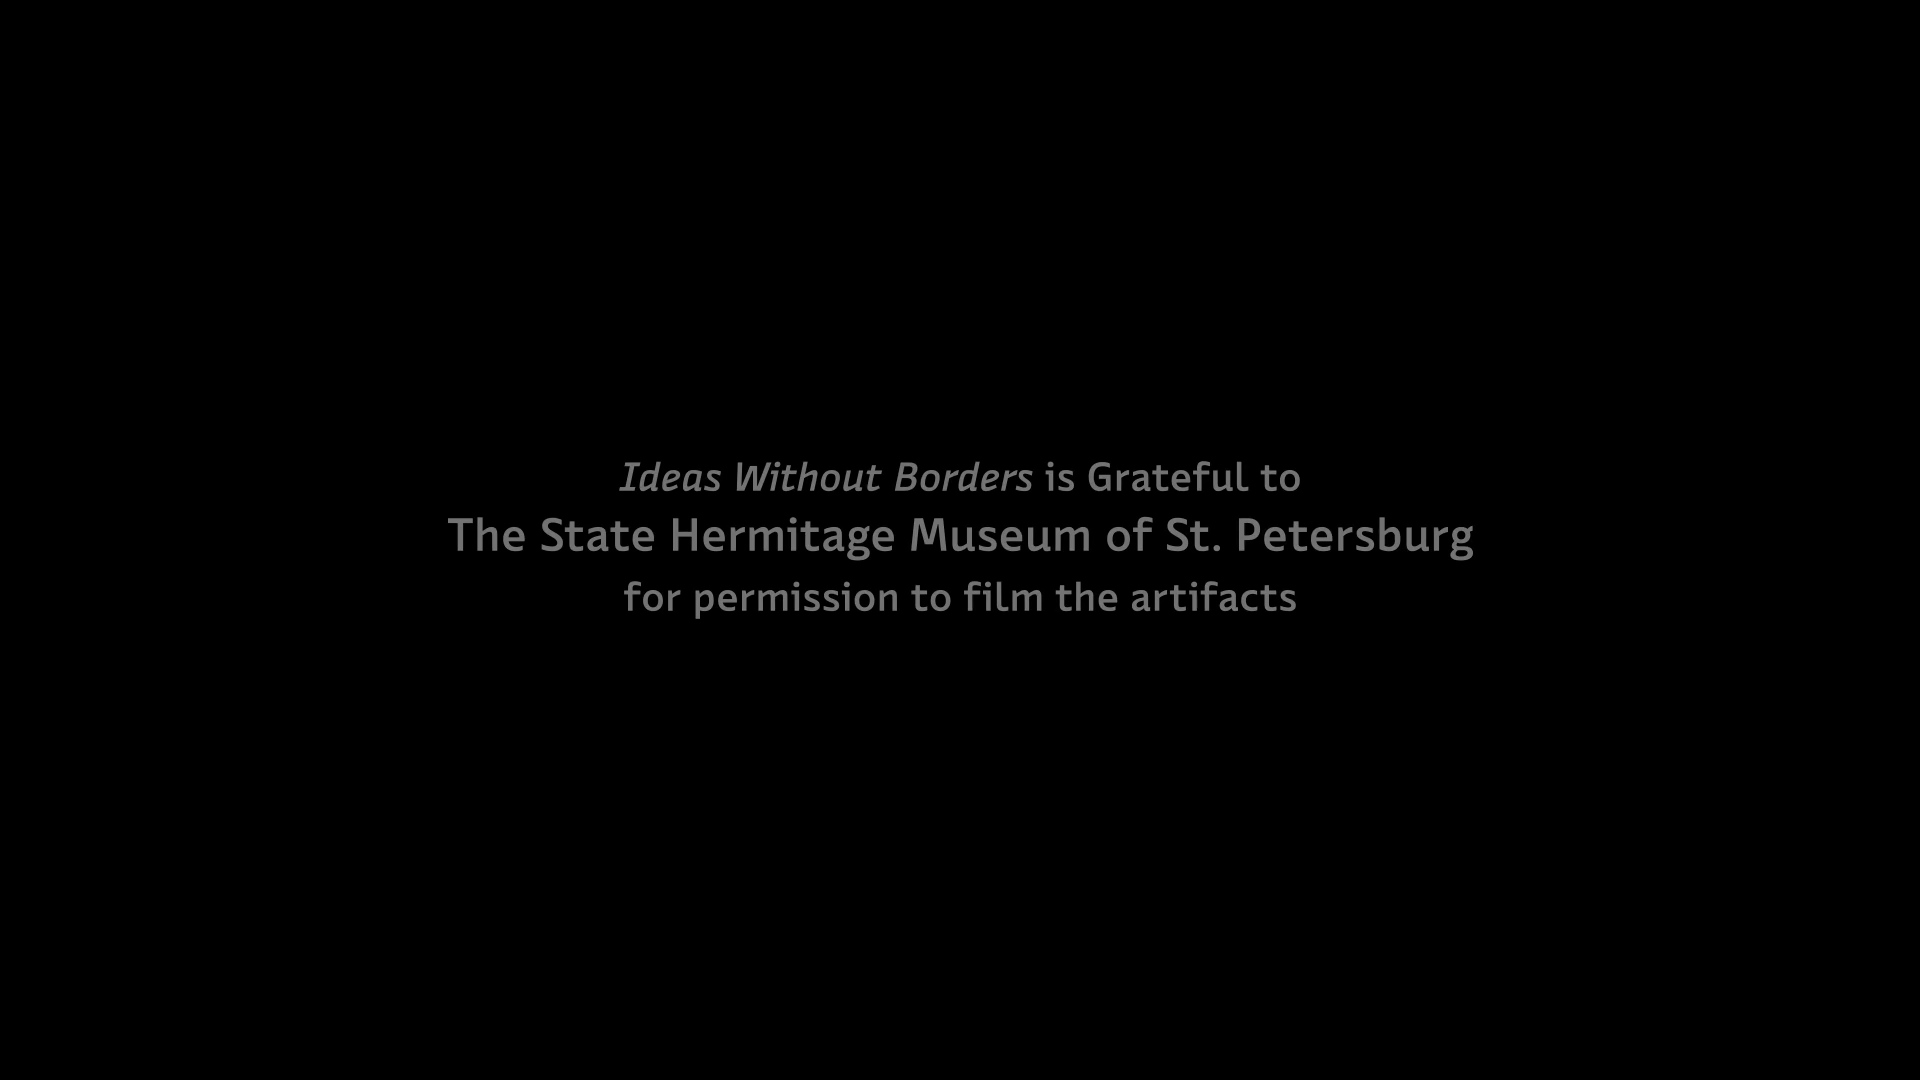 Ideas Without Borders is Grateful to
The State Hermitage Museum of St. Petersburg
for permission to film the artifacts